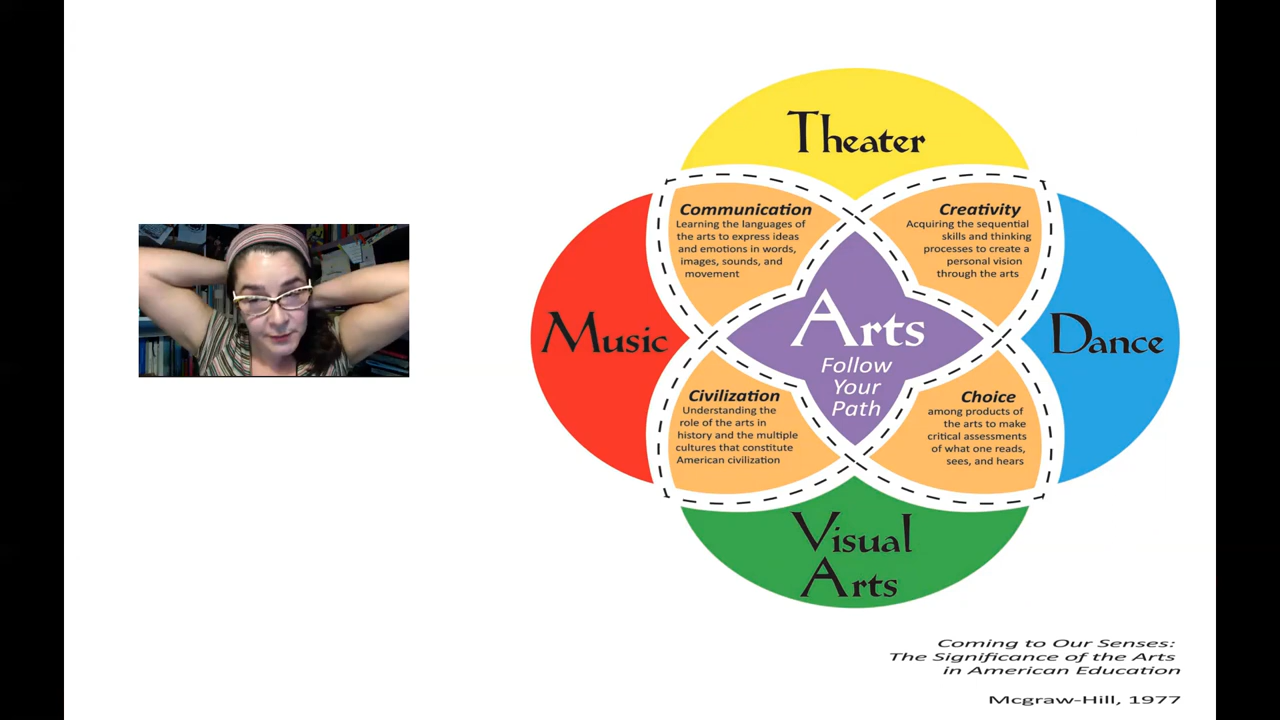 Theater
Communication
Learning the languages of
the arts to express ideas
and emotions in words,
images, sounds, and
movement
Creativity
Acquiring the sequential
skills and thinking
processes to create a
personal vision
through the arts
Music
Arts
Follow
Your
Path
Dance
Civilization
Understanding the
role of the arts in
history and the multiple
cultures that constitute
American civilization
Choice
among products of
the arts to make
critical assessments
of what one reads,
sees, and hears
Visual
Arts
Coming to Our Senses:
The Significance of the Arts
in American Education
Mcgraw-Hill, 1977